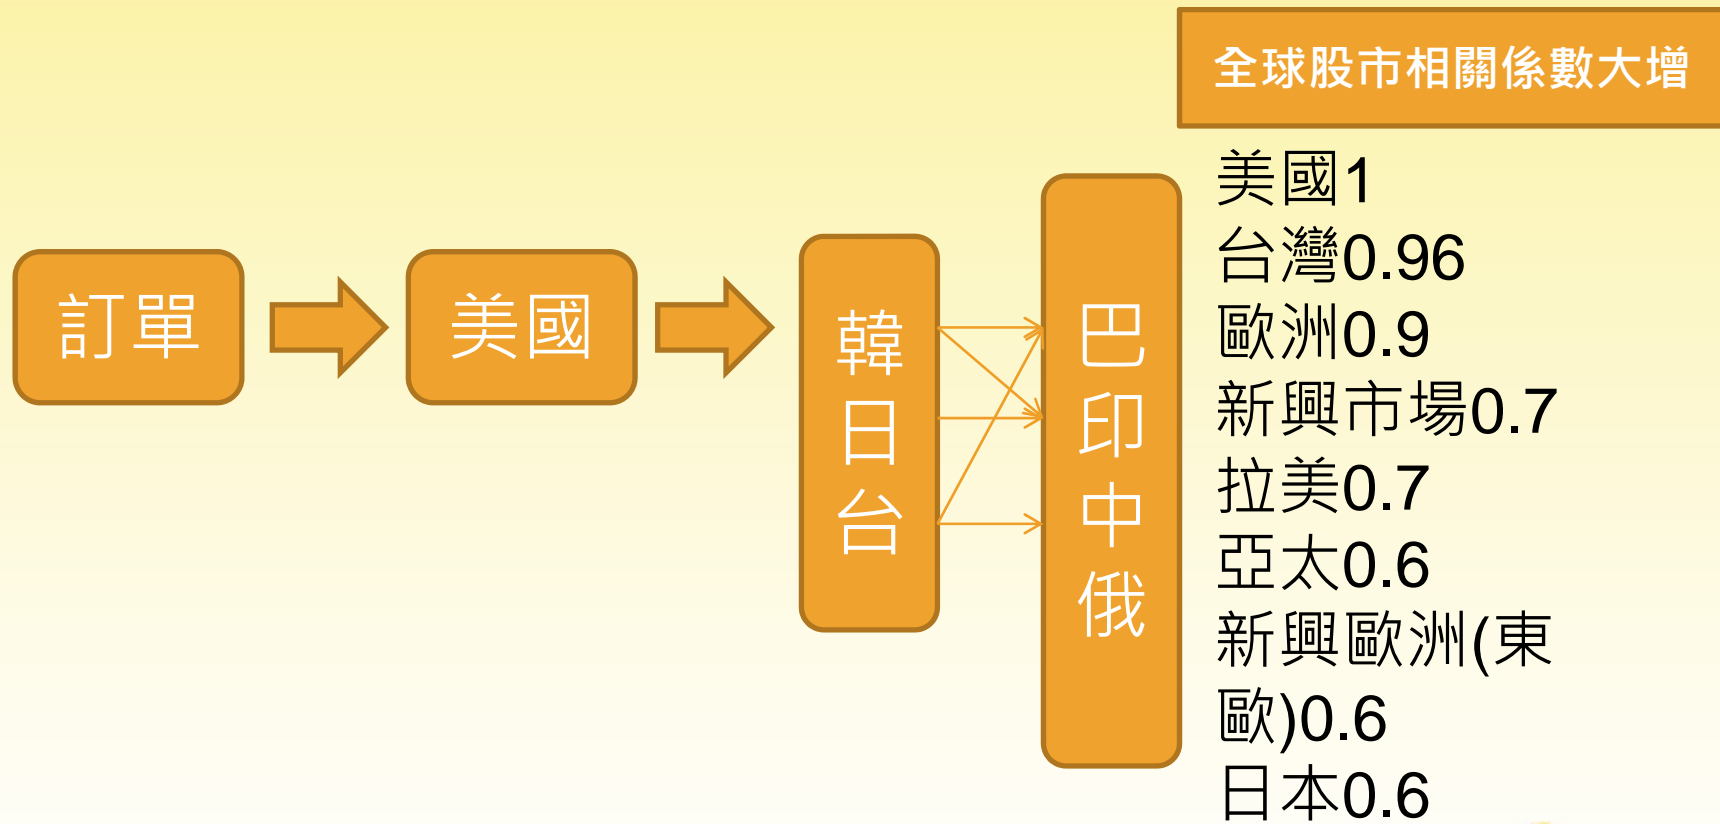 全球股市相關係數大增
訂單
美國
韓
日
台
巴
印
中
俄
美國1
台灣0.96
歐洲0.9
新興市場0.7
拉美0.7
亞太0.6
新興歐洲(東
歐)0.6
日本0.6